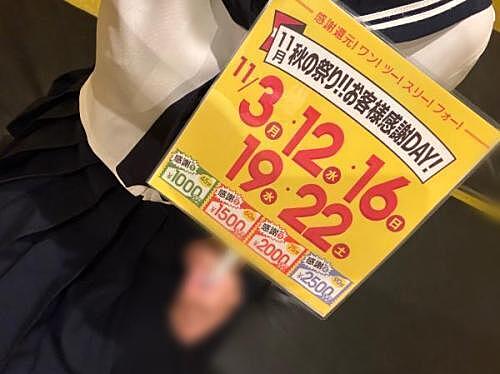 感謝還元!ワン!ツー!スリー!フォー!
11月 秋の祭り!!お客様感謝DAY!
11/3月・12水・16日
19水・22土
感謝 ¥1000
感謝 ¥1500
感謝 ¥2000
感謝 ¥2500